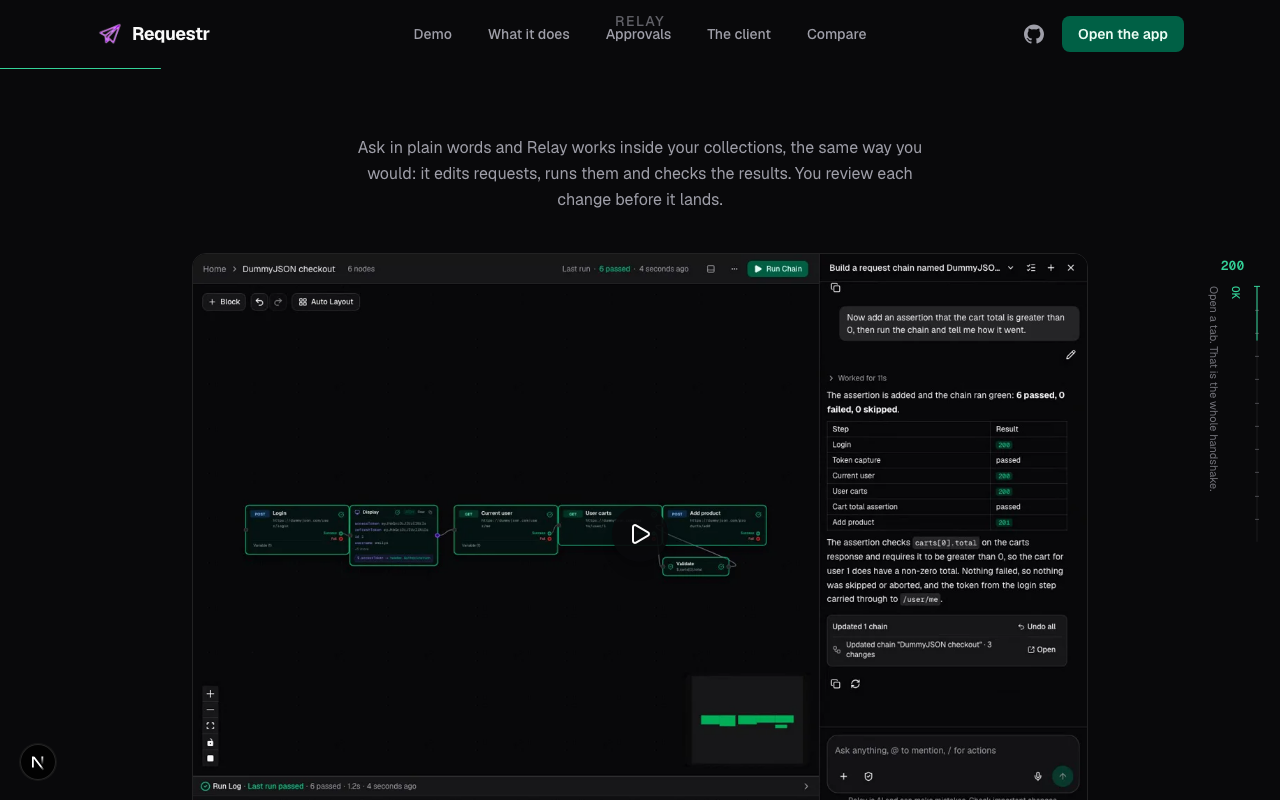 RELAY
Requestr
Demo
What it does
Approvals
The client
Compare
Open the app
Ask in plain words and Relay works inside your collections, the same way you
would: it edits requests, runs them and checks the results. You review each
change before it lands.
Home > DummyJSON checkout 6 nodes
Last run · 6 passed · 4 seconds ago
Run Chain
Block
Auto Layout
POST Login
Success
Fail
Display
GET Current user
Success
Fail
GET User carts
POST Add product
Success
Fail
Validate
Run Log · Last run passed · 6 passed · 1.2s · 4 seconds ago
Build a request chain named DummyJSO...
Now add an assertion that the cart total is greater than
0, then run the chain and tell me how it went.
Worked for 11s
The assertion is added and the chain ran green: 6 passed, 0
failed, 0 skipped.
Step Result
Login 200
Token capture passed
Current user 200
User carts 200
Cart total assertion passed
Add product 201
The assertion checks carts[0].total on the carts
response and requires it to be greater than 0, so the cart for
user 1 does have a non-zero total. Nothing failed, so nothing
was skipped or aborted, and the token from the login step
carried through to /user/me.
Updated 1 chain
Undo all
Updated chain "DummyJSON checkout" · 3
changes
Open
Ask anything, @ to mention, / for actions
200
OK
Open a tab. That is the whole handshake.
N